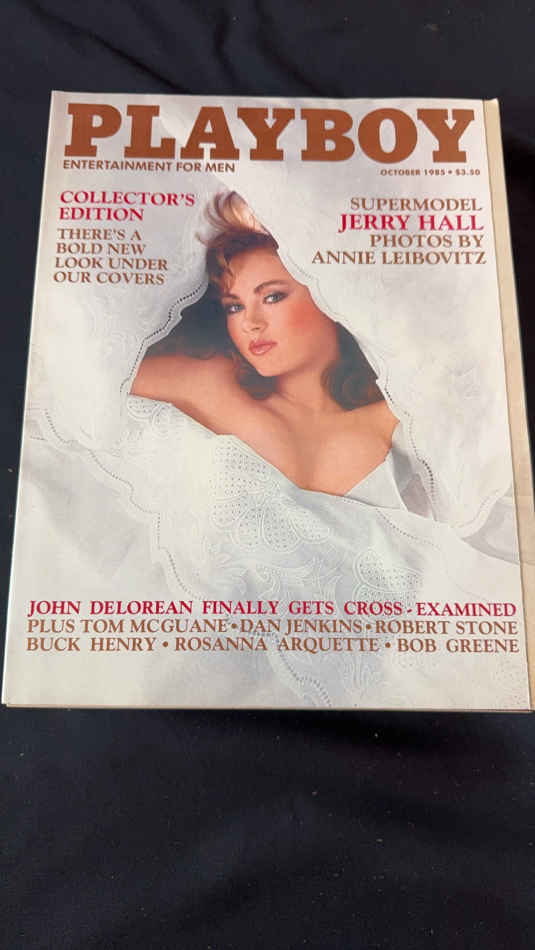 PLAYBOY
ENTERTAINMENT FOR MEN
OCTOBER 1985 • $3.50
COLLECTOR'S
EDITION
THERE'S A
BOLD NEW
LOOK UNDER
OUR COVERS
SUPERMODEL
JERRY HALL
PHOTOS BY
ANNIE LEIBOVITZ
JOHN DELOREAN FINALLY GETS CROSS-EXAMINED
PLUS TOM MCGUANE • DAN JENKINS • ROBERT STONE
BUCK HENRY • ROSANNA ARQUETTE • BOB GREENE